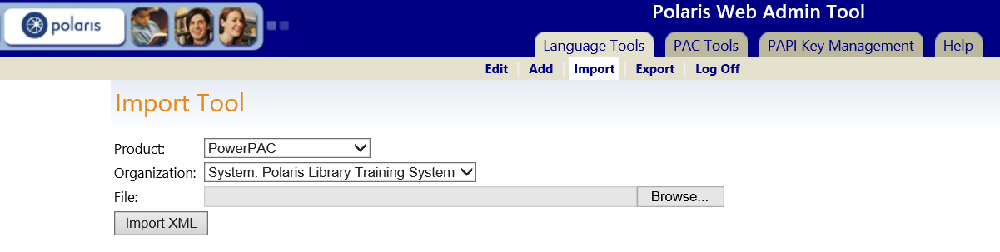 polaris
Polaris Web Admin Tool
Language Tools PAC Tools PAPI Key Management Help
Edit Add Import Export Log Off
Import Tool
Product: PowerPAC
Organization: System: Polaris Library Training System
File: Browse...
Import XML